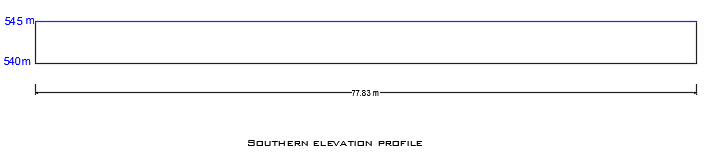 545 m
540m
77.83 m
Southern elevation profile